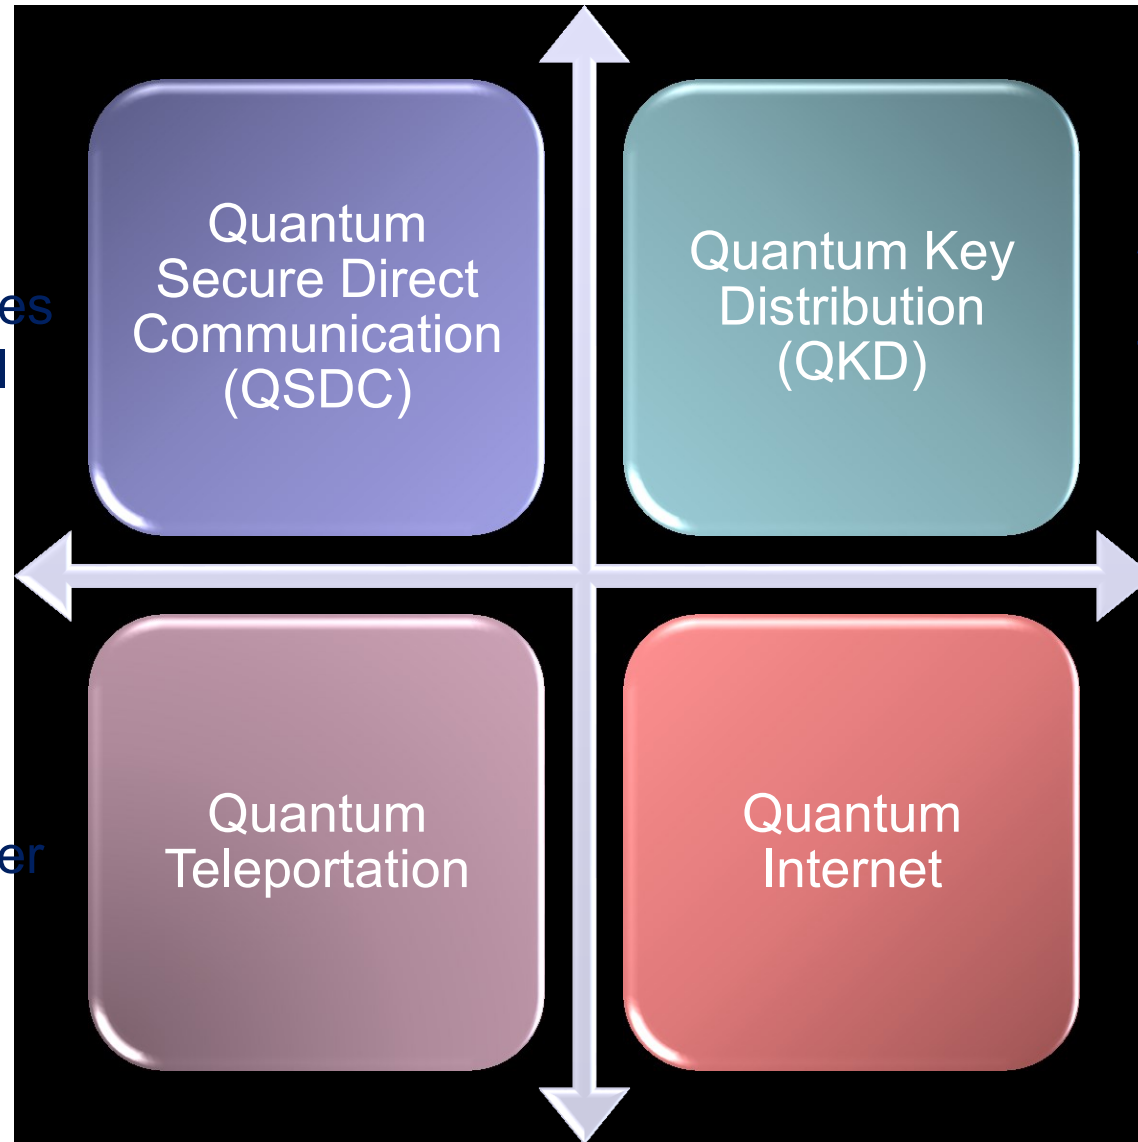 Quantum
Secure Direct
Communication
(QSDC)
Quantum Key
Distribution
(QKD)
Quantum
Teleportation
Quantum
Internet